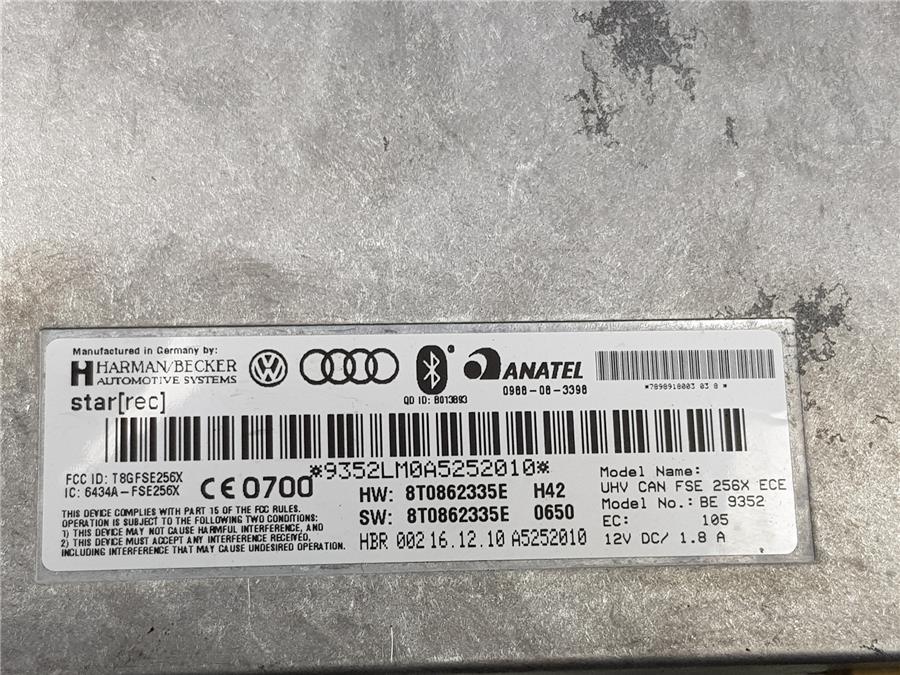 Manufactured in Germany by:
HARMAN/BECKER
AUTOMOTIVE SYSTEMS
star[rec]
QD ID: B013893
ANATEL
0988-08-3398
*7898918003 03 8 *
*9352LM0A5252010*
FCC ID: T8GFSE256X
IC: 6434A-FSE256X
CE 0700
THIS DEVICE COMPLIES WITH PART 15 OF THE FCC RULES.
OPERATION IS SUBJECT TO THE FOLLOWING TWO CONDITIONS:
1) THIS DEVICE MAY NOT CAUSE HARMFUL INTERFERENCE, AND
2) THIS DEVICE MUST ACCEPT ANY INTERFERENCE RECEIVED,
INCLUDING INTERFERENCE THAT MAY CAUSE UNDESIRED OPERATION.
HW: 8T0862335E H42
SW: 8T0862335E 0650
HBR 002 16.12.10 A5252010
Model Name:
UHV CAN FSE 256X ECE
Model No.: BE 9352
EC: 105
12V DC/ 1.8 A